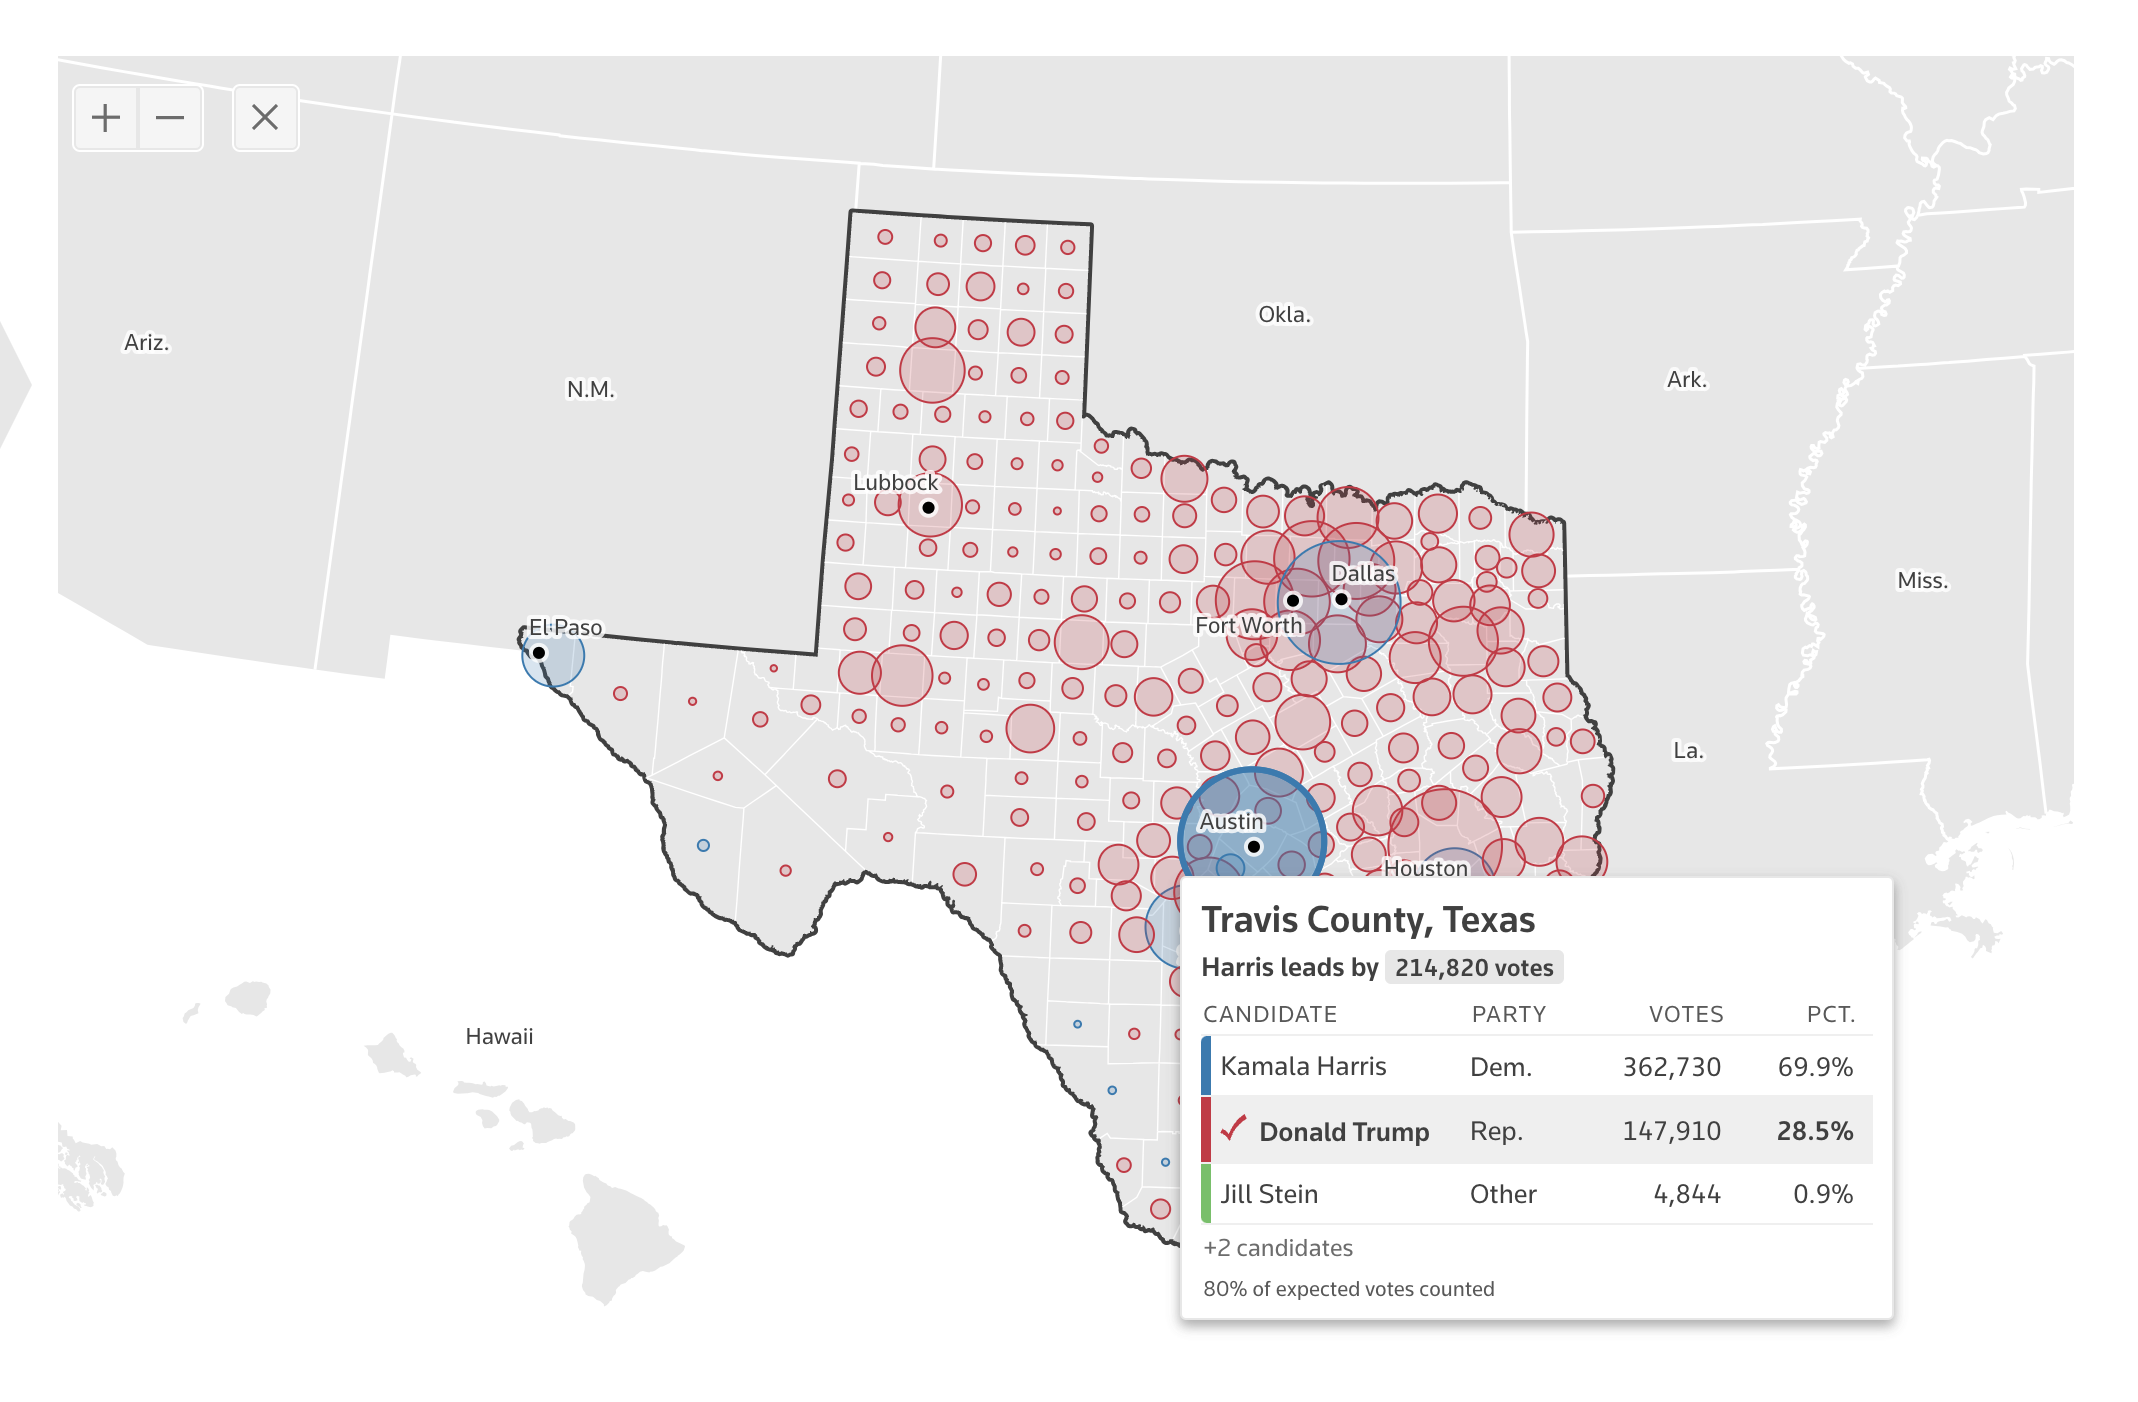 Okla.
Ariz.
Ark.
N.M.
Lubbock
Dallas
Miss.
El Paso
Fort Worth
La.
Austin
Houston
Hawaii
Travis County, Texas
Harris leads by 214,820 votes
CANDIDATE PARTY VOTES PCT.
Kamala Harris Dem. 362,730 69.9%
Donald Trump Rep. 147,910 28.5%
Jill Stein Other 4,844 0.9%
+2 candidates
80% of expected votes counted